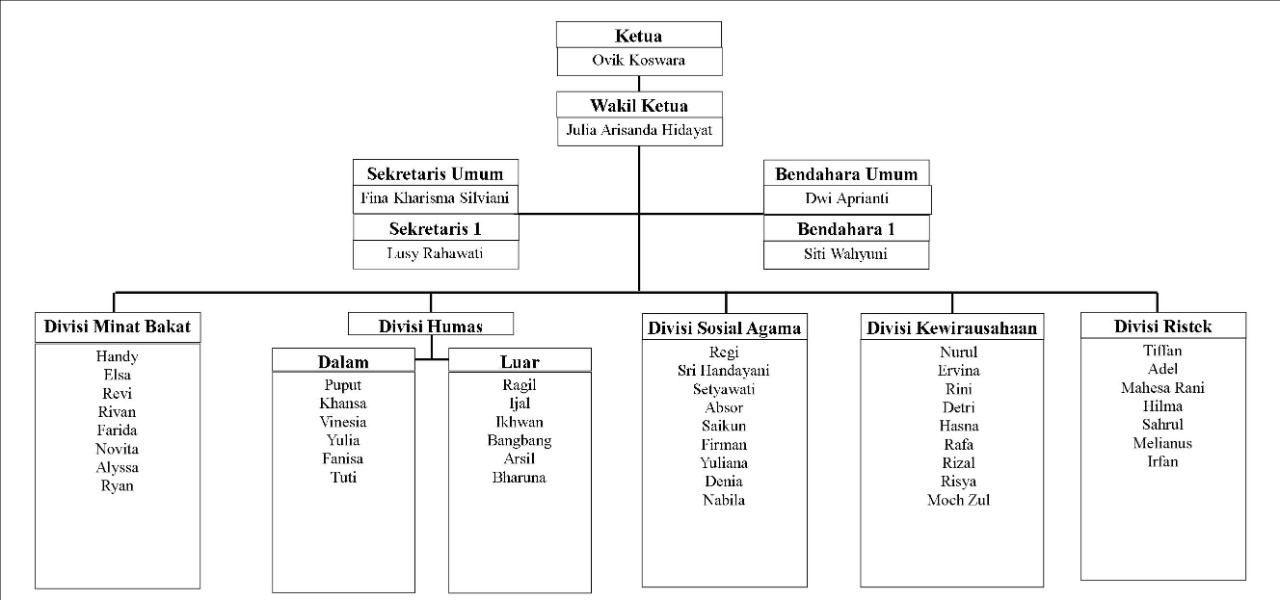 Ketua
Ovik Koswara
Wakil Ketua
Julia Arisanda Hidayat
Sekretaris Umum
Fina Kharisma Silviani
Sekretaris 1
Lusy Rahawati
Bendahara Umum
Dwi Aprianti
Bendahara 1
Siti Wahyuni
Divisi Minat Bakat
Handy
Elsa
Revi
Rivan
Farida
Novita
Alyssa
Ryan
Divisi Humas
Dalam
Puput
Khansa
Vinesia
Yulia
Fanisa
Tuti
Luar
Ragil
Ijal
Ikhwan
Bangbang
Arsil
Bharuna
Divisi Sosial Agama
Regi
Sri Handayani
Setyawati
Absor
Saikun
Firman
Yuliana
Denia
Nabila
Divisi Kewirausahaan
Nurul
Ervina
Rini
Detri
Hasna
Rafa
Rizal
Risya
Moch Zul
Divisi Ristek
Tiffan
Adel
Mahesa Rani
Hilma
Sahrul
Melianus
Irfan